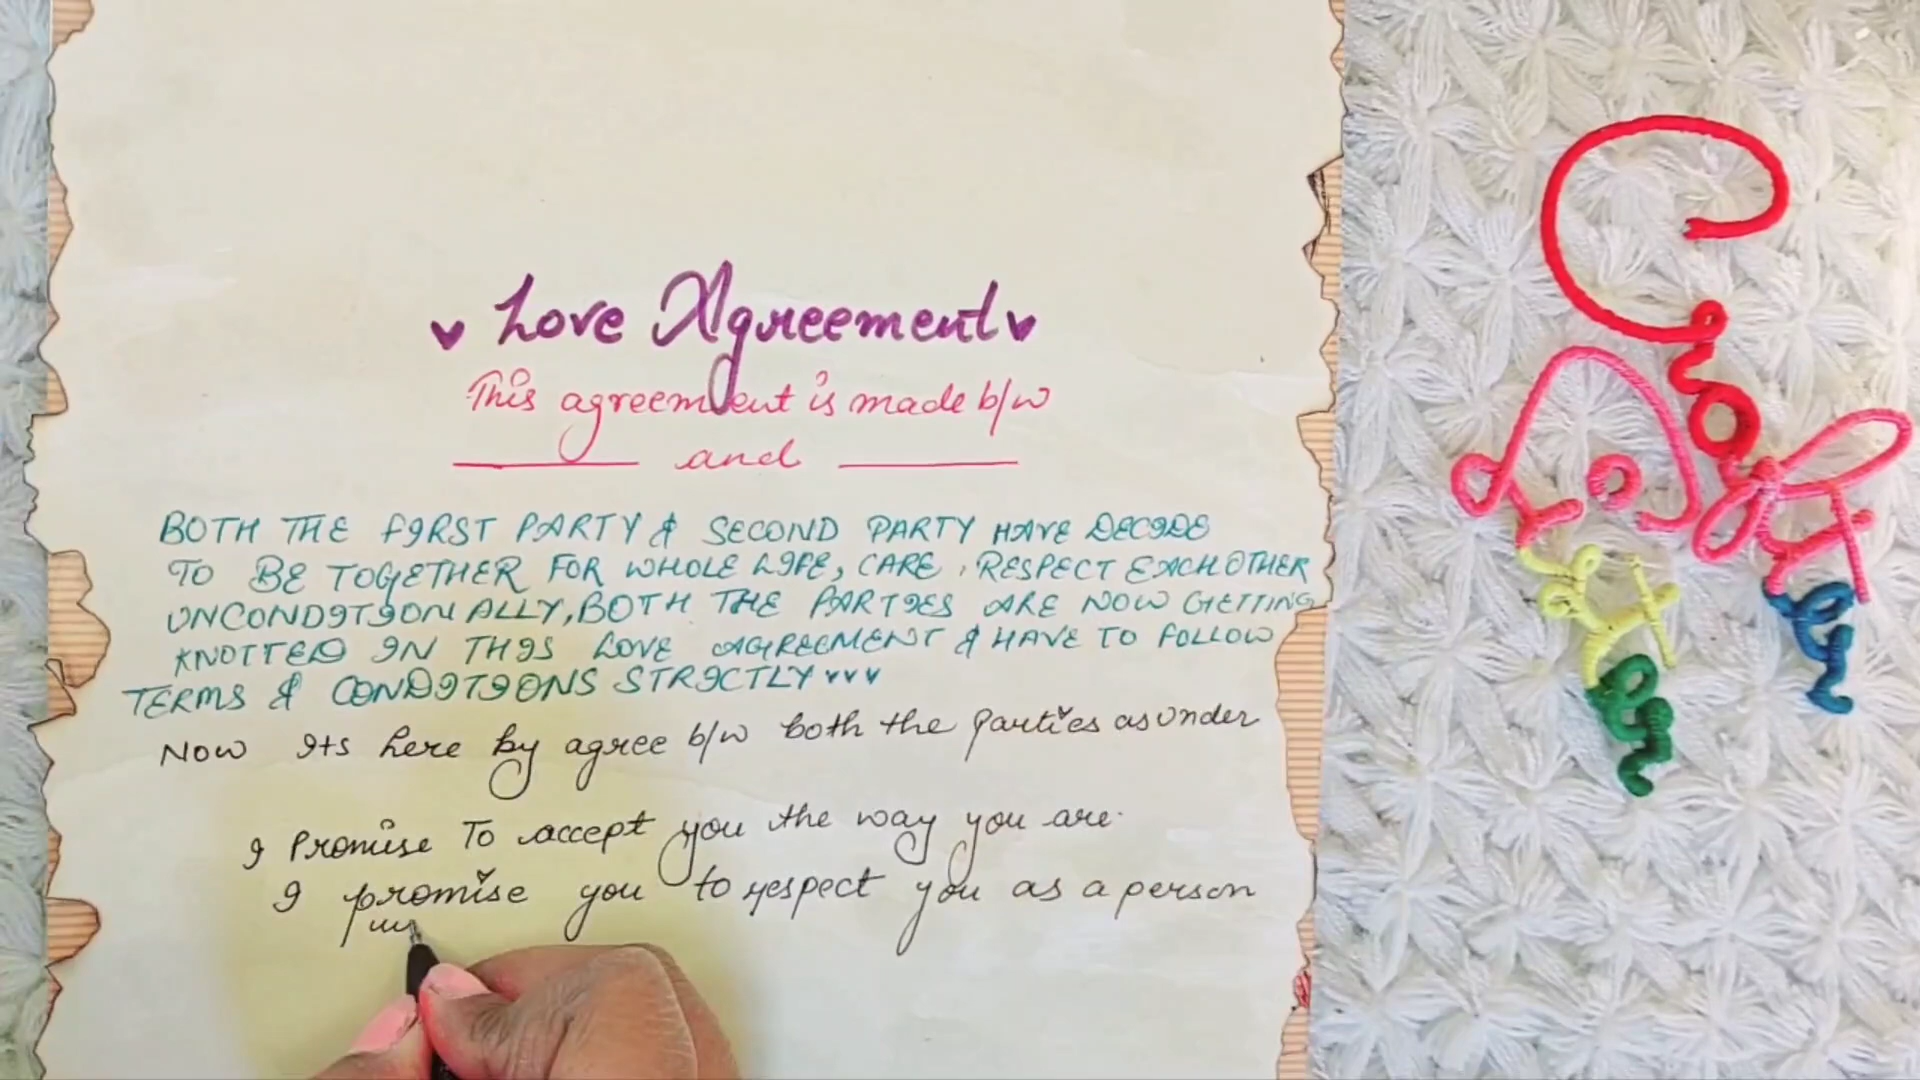 Love Agreement
This agreement is made b/w
and
BOTH THE FIRST PARTY & SECOND PARTY HAVE DECIDE
TO BE TOGETHER FOR WHOLE LIFE, CARE, RESPECT EACH OTHER
UNCONDITIONALLY, BOTH THE PARTIES ARE NOW GETTING
KNOTTED IN THIS LOVE AGREEMENT & HAVE TO FOLLOW
TERMS & CONDITIONS STRICTLY
NOW Its here by agree b/w both the Parties as Under
I Promise To accept you the way you are.
I promise you to respect you as a person